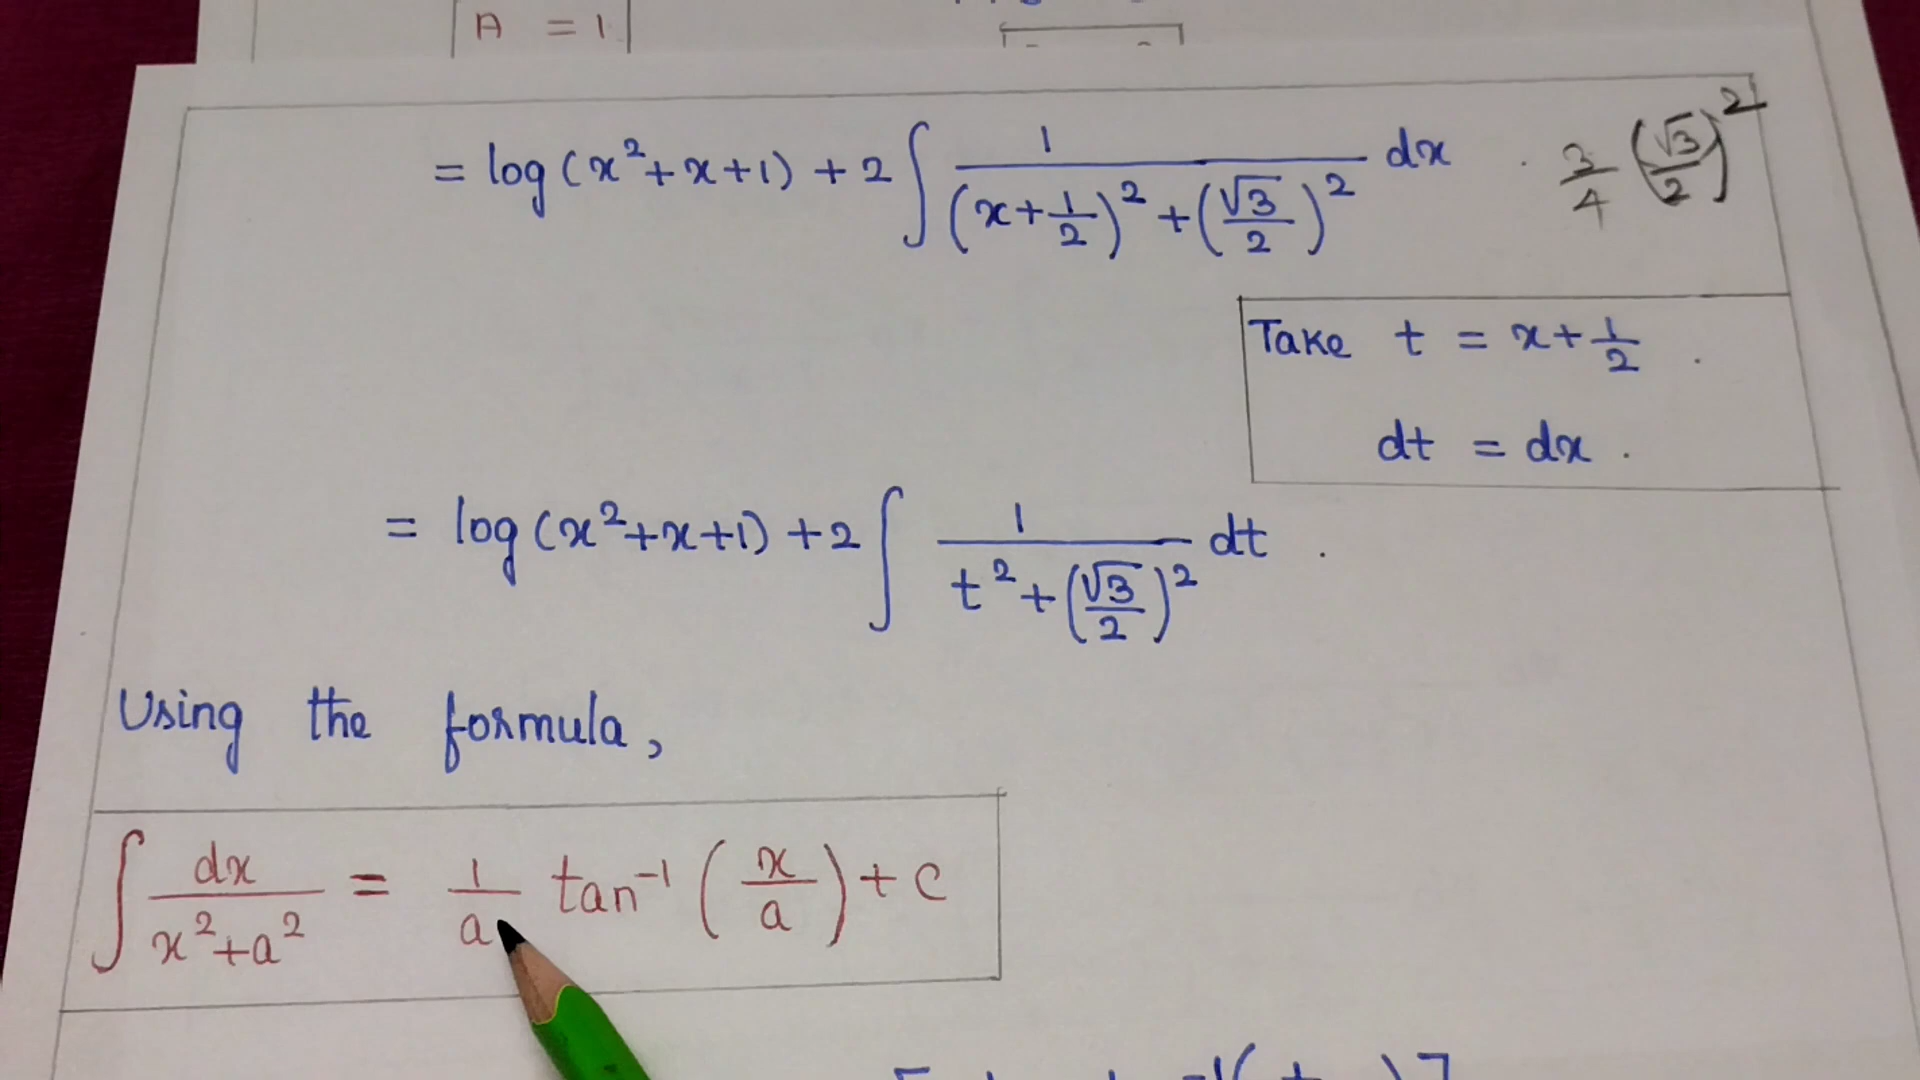 A = 1
= log(x²+x+1) + 2 ∫ 1/((x+1/2)² + (√3/2)²) dx . 3/4 (√3/2)²
Take t = x + 1/2 .
dt = dx .
= log(x²+x+1) + 2 ∫ 1/(t² + (√3/2)²) dt .
Using the formula,
∫ dx/(x²+a²) = 1/a tan⁻¹(x/a) + c